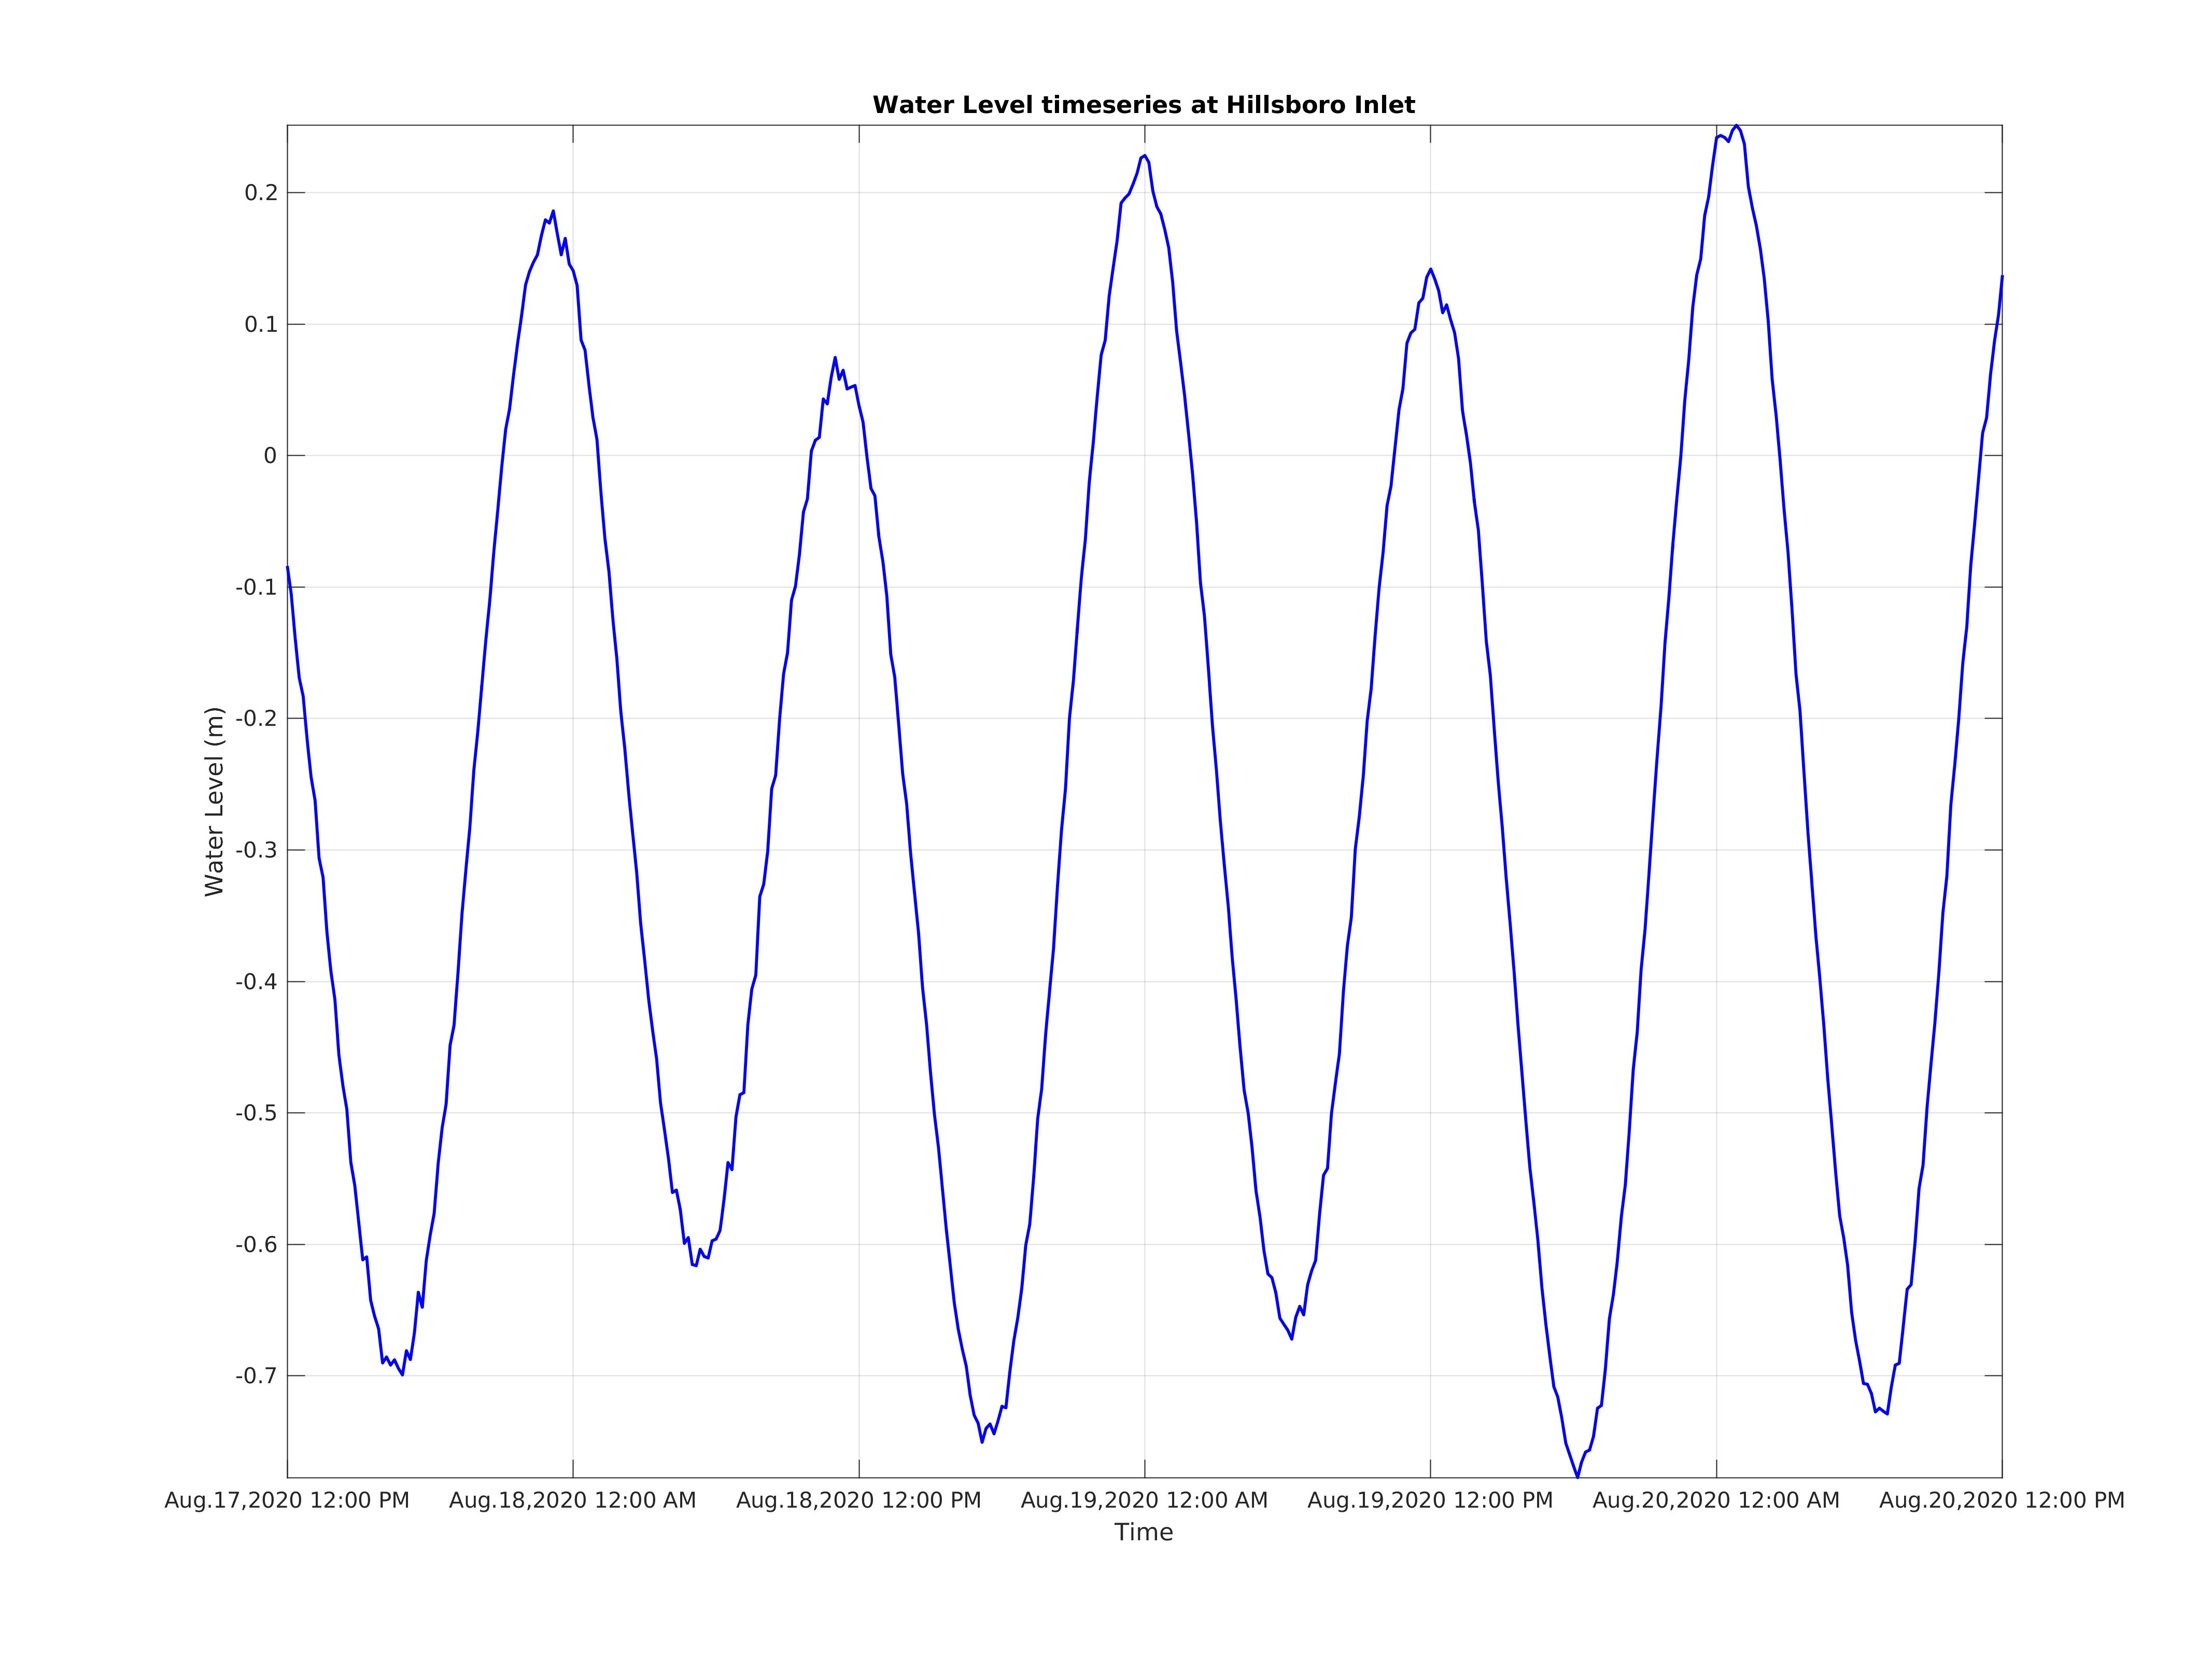 Water Level timeseries at Hillsboro Inlet
0.2
0.1
0
-0.1
-0.2
-0.3
-0.4
-0.5
-0.6
-0.7
Water Level (m)
Aug.17,2020 12:00 PM
Aug.18,2020 12:00 AM
Aug.18,2020 12:00 PM
Aug.19,2020 12:00 AM
Aug.19,2020 12:00 PM
Aug.20,2020 12:00 AM
Aug.20,2020 12:00 PM
Time